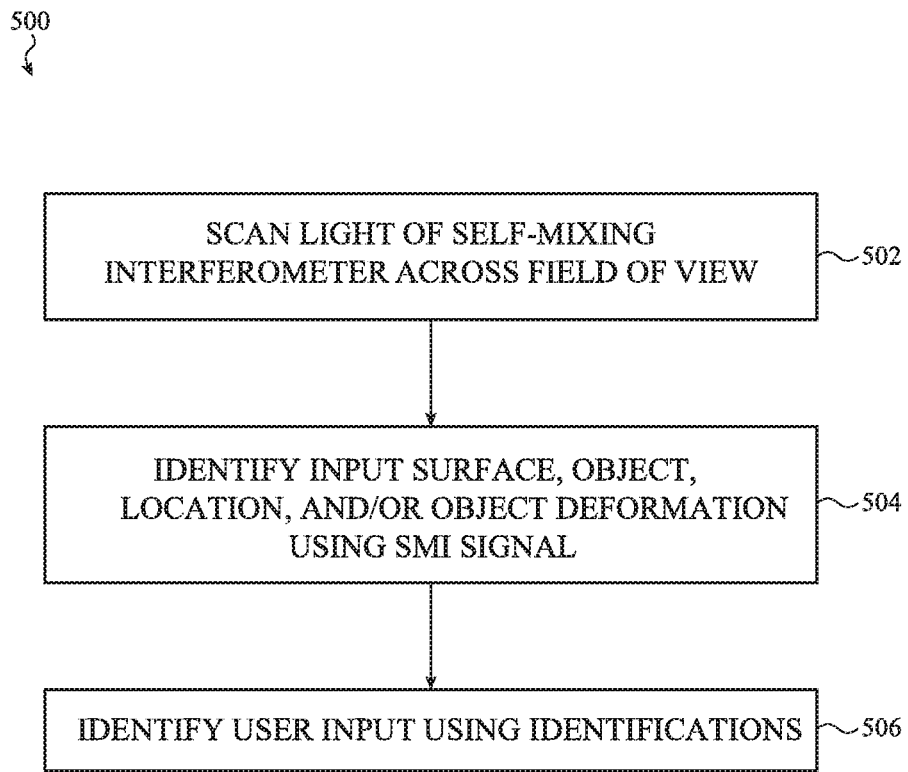 500
SCAN LIGHT OF SELF-MIXING
INTERFEROMETER ACROSS FIELD OF VIEW
502
IDENTIFY INPUT SURFACE, OBJECT,
LOCATION, AND/OR OBJECT DEFORMATION
USING SMI SIGNAL
504
IDENTIFY USER INPUT USING IDENTIFICATIONS
506